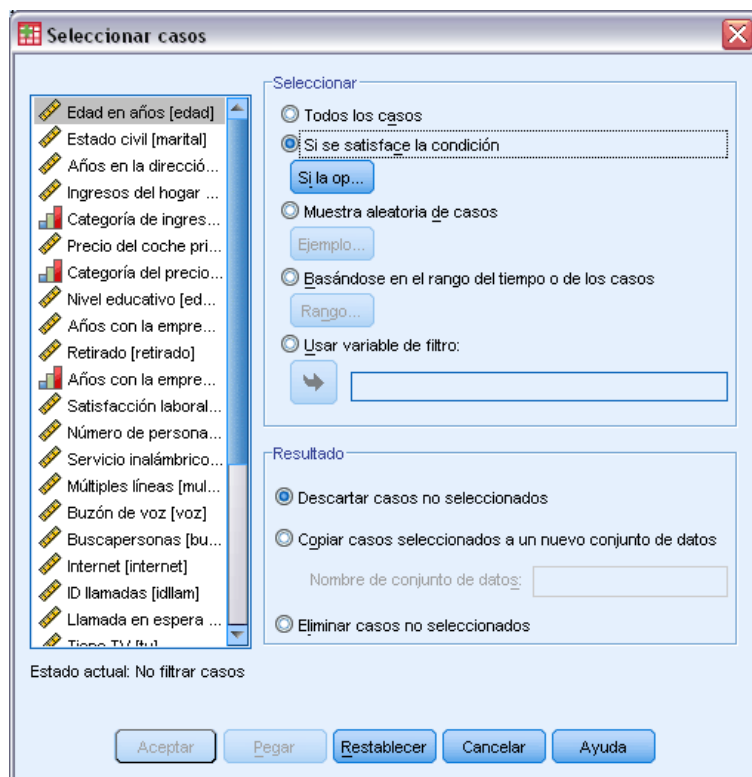 Seleccionar casos
Edad en años [edad]
Estado civil [marital]
Años en la direcció...
Ingresos del hogar ...
Categoría de ingres...
Precio del coche pri...
Categoría del precio...
Nivel educativo [ed...
Años con la empre...
Retirado [retirado]
Años con la empre...
Satisfacción laboral...
Número de persona...
Servicio inalámbrico...
Múltiples líneas [mul...
Buzón de voz [voz]
Buscapersonas [bu...
Internet [internet]
ID llamadas [idllam]
Llamada en espera ...
Tiene TV [tv]
Estado actual: No filtrar casos
Seleccionar
Todos los casos
Si se satisface la condición
Si la op...
Muestra aleatoria de casos
Ejemplo...
Basándose en el rango del tiempo o de los casos
Rango...
Usar variable de filtro:
Resultado
Descartar casos no seleccionados
Copiar casos seleccionados a un nuevo conjunto de datos
Nombre de conjunto de datos:
Eliminar casos no seleccionados
Aceptar
Pegar
Restablecer
Cancelar
Ayuda